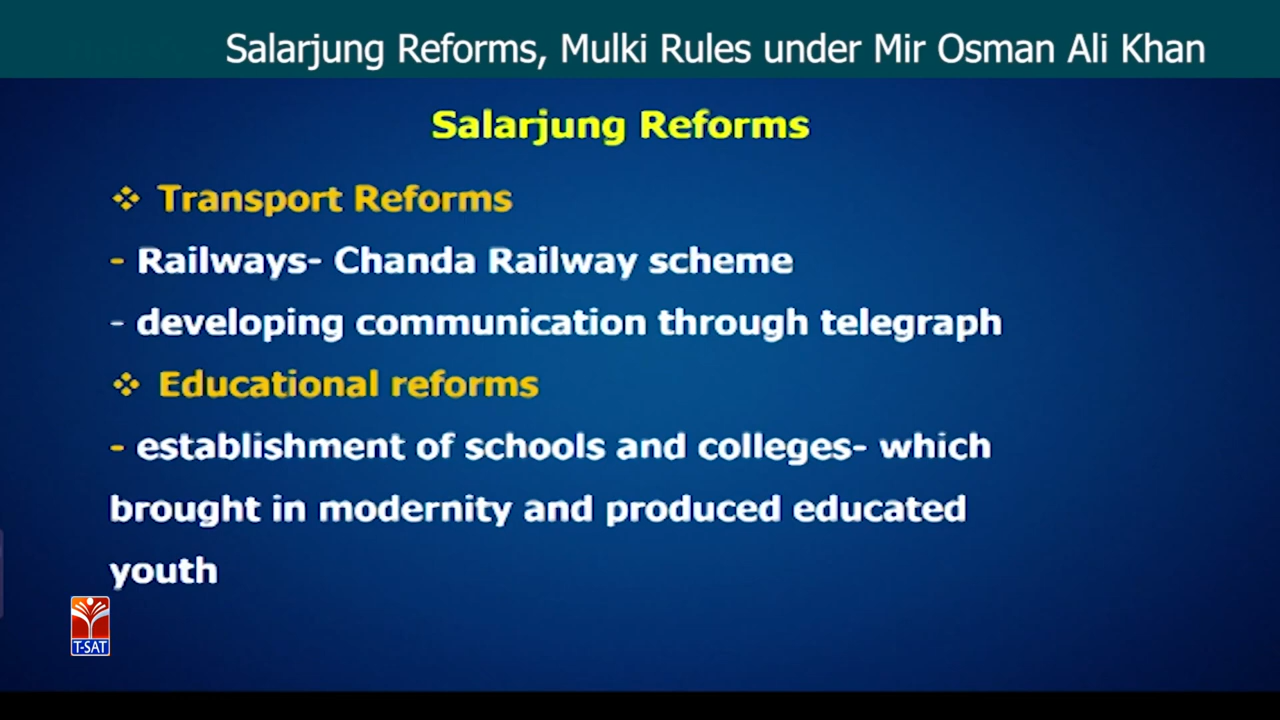 Salarjung Reforms, Mulki Rules under Mir Osman Ali Khan
Salarjung Reforms
❖ Transport Reforms
- Railways- Chanda Railway scheme
- developing communication through telegraph
❖ Educational reforms
- establishment of schools and colleges- which
brought in modernity and produced educated
youth
T-SAT